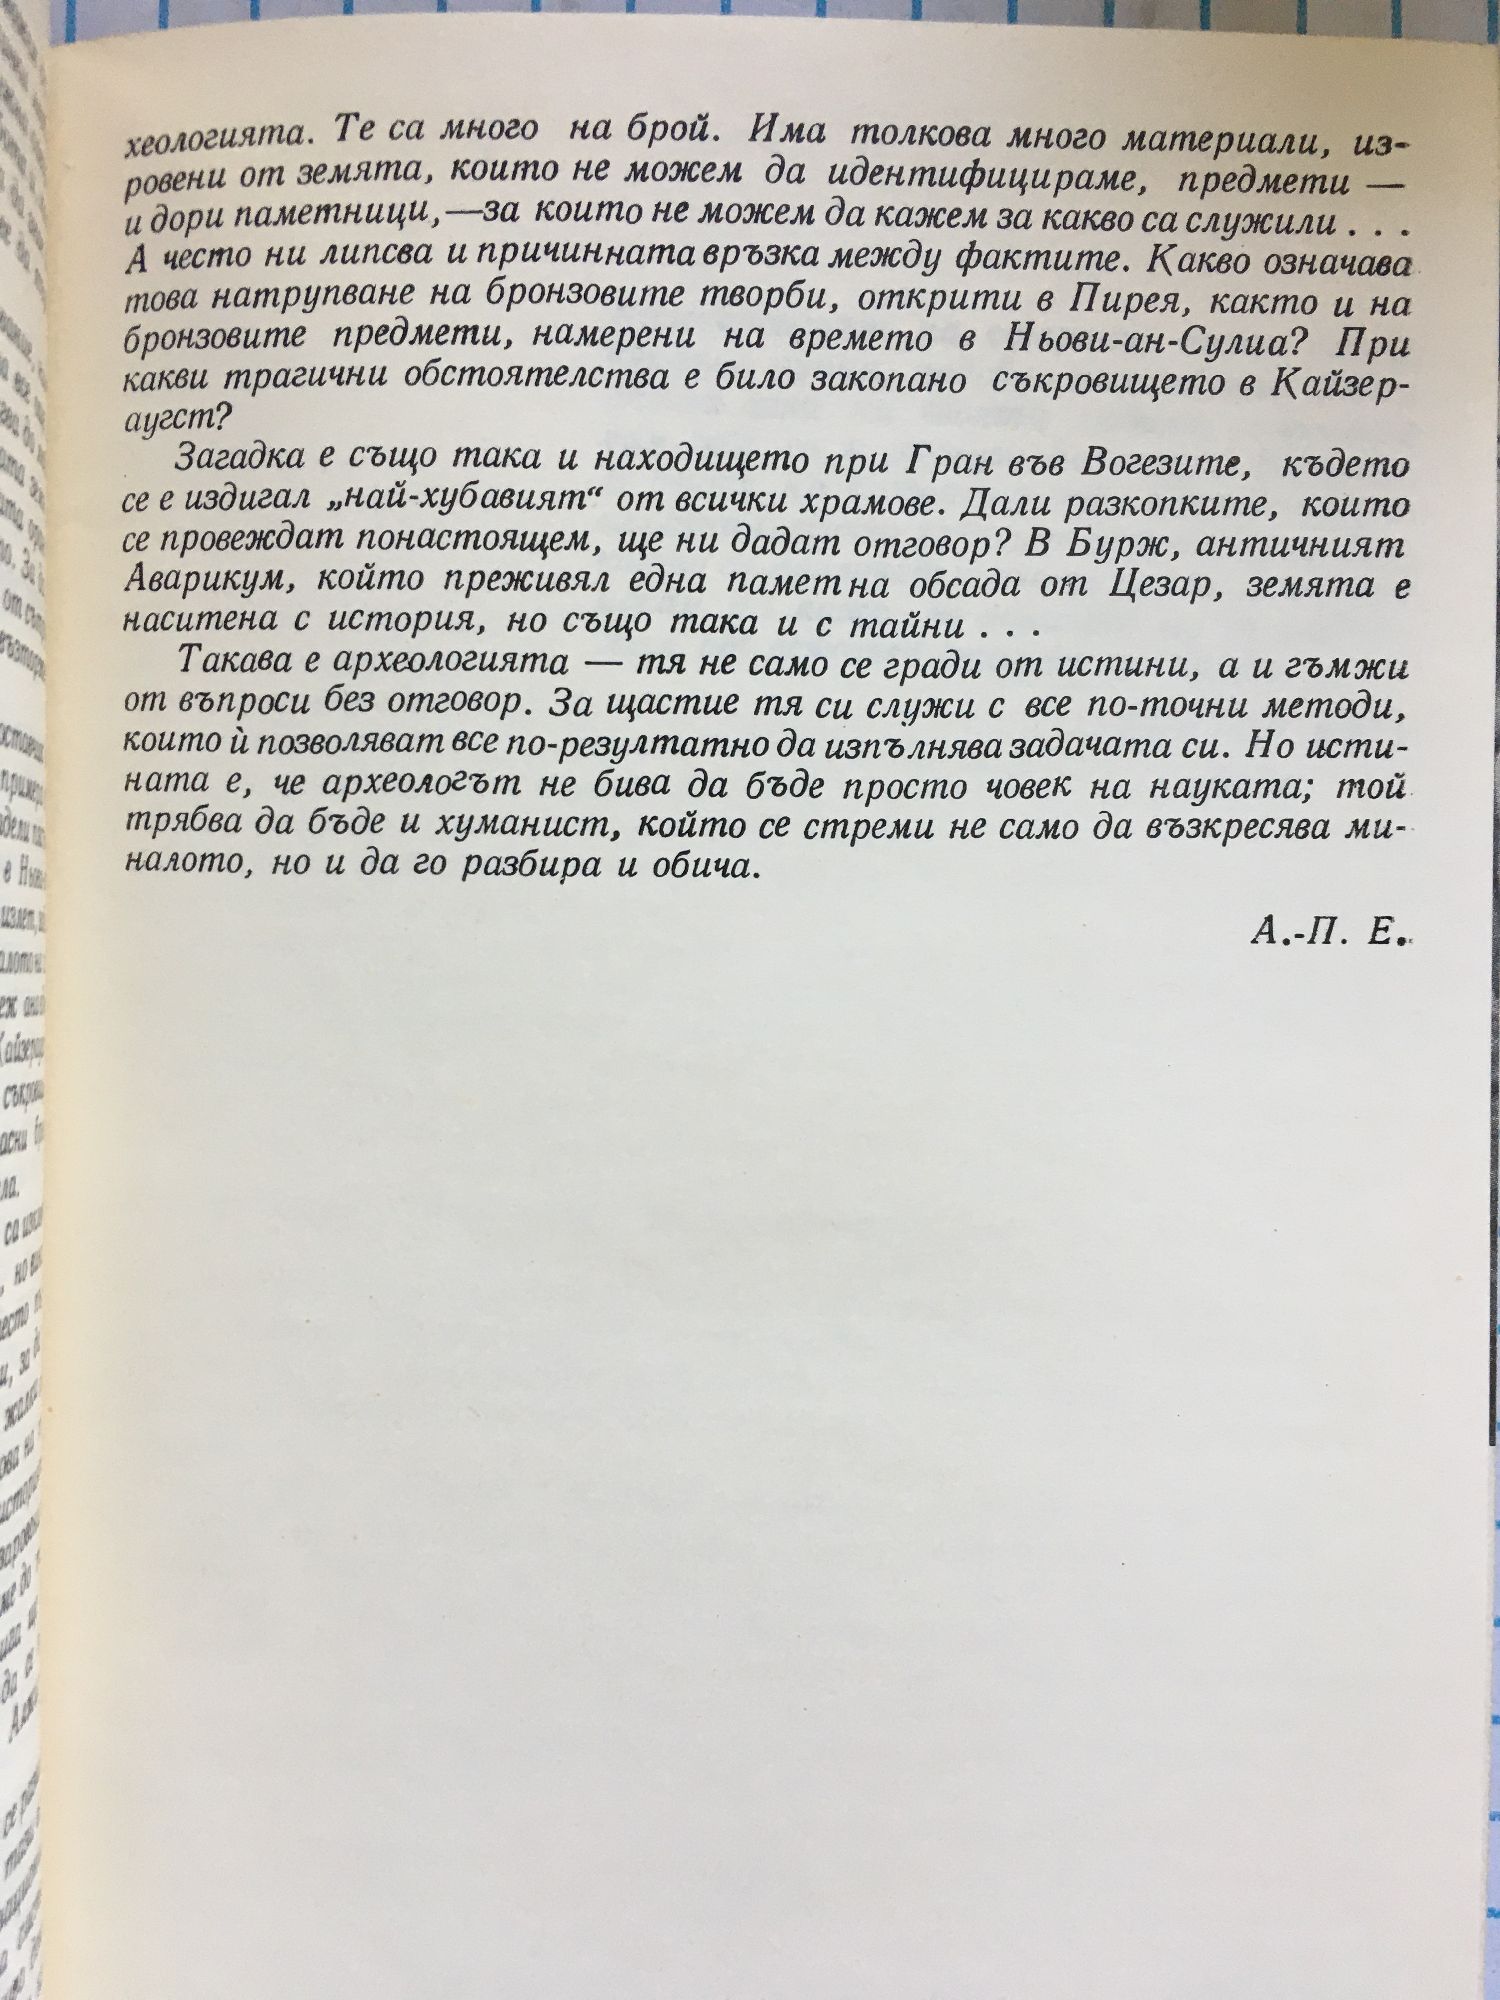 хеологията. Те са много на брой. Има толкова много материали, из-
ровени от земята, които не можем да идентифицираме, предмети —
и дори паметници, — за които не можем да кажем за какво са служили . . .
А често ни липсва и причинната връзка между фактите. Какво означава
това натрупване на бронзовите творби, открити в Пирея, както и на
бронзовите предмети, намерени на времето в Ньови-ан-Сулиа? При
какви трагични обстоятелства е било закопано съкровището в Кайзер-
аугст?
Загадка е също така и находището при Гран във Вогезите, където
се е издигал „най-хубавият“ от всички храмове. Дали разкопките, които
се провеждат понастоящем, ще ни дадат отговор? В Бурж, античният
Аварикум, който преживял една паметна обсада от Цезар, земята е
наситена с история, но също така и с тайни . . .
Такава е археологията — тя не само се гради от истини, а и гъмжи
от въпроси без отговор. За щастие тя си служи с все по-точни методи,
които ѝ позволяват все по-резултатно да изпълнява задачата си. Но исти-
ната е, че археологът не бива да бъде просто човек на науката; той
трябва да бъде и хуманист, който се стреми не само да възкресява ми-
налото, но и да го разбира и обича.
А.-П. Е.